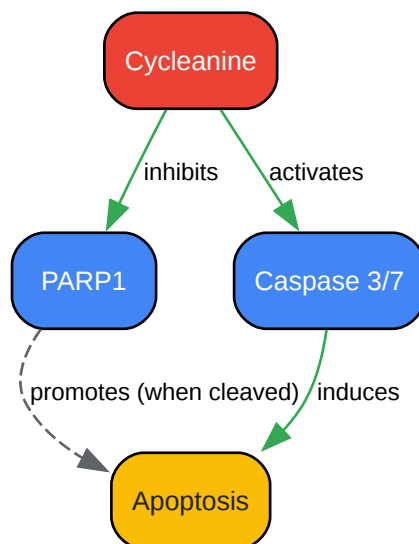 Cycleanine
inhibits
activates
PARP1
Caspase 3/7
promotes (when cleaved)
induces
Apoptosis